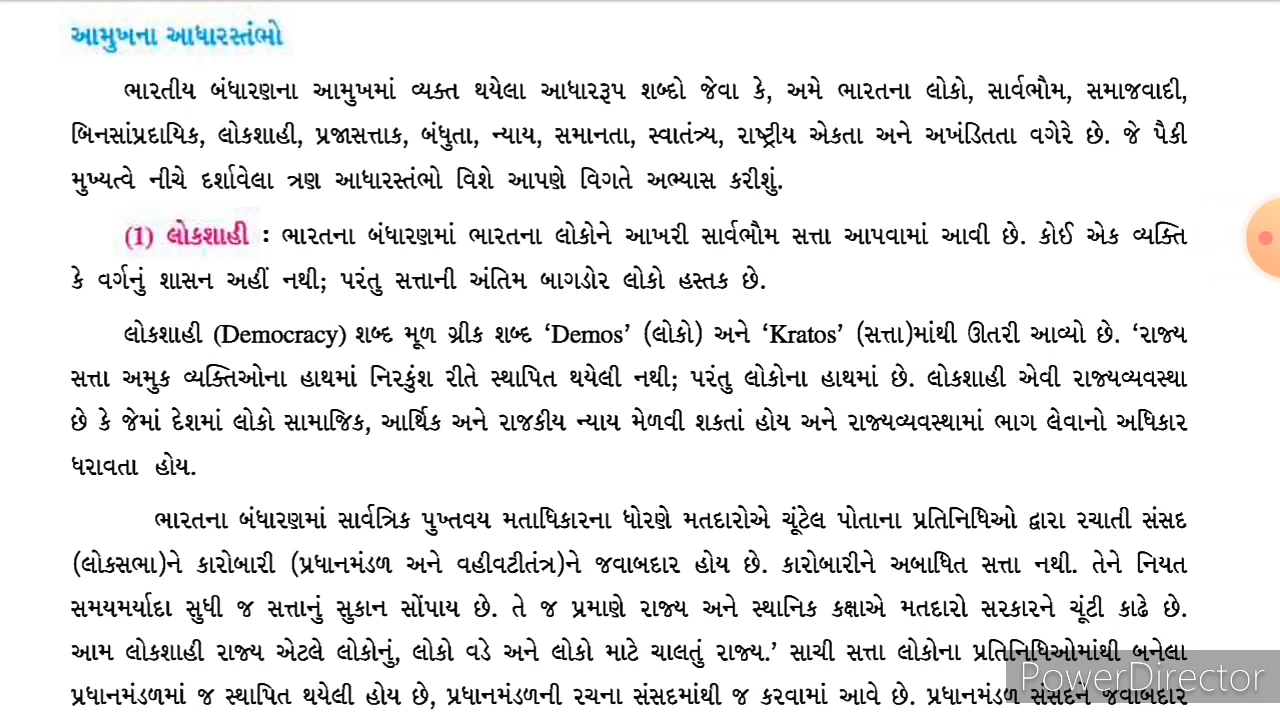 આમુખના આધારસ્તંભો
ભારતીય બંધારણના આમુખમાં વ્યક્ત થયેલા આધારરૂપ શબ્દો જેવા કે, અમે ભારતના લોકો, સાર્વભૌમ, સમાજવાદી,
બિનસાંપ્રદાયિક, લોકશાહી, પ્રજાસત્તાક, બંધુતા, ન્યાય, સમાનતા, સ્વાતંત્ર્ય, રાષ્ટ્રીય એકતા અને અખંડિતતા વગેરે છે. જે પૈકી
મુખ્યત્વે નીચે દર્શાવેલા ત્રણ આધારસ્તંભો વિશે આપણે વિગતે અભ્યાસ કરીશું.
(1) લોકશાહી : ભારતના બંધારણમાં ભારતના લોકોને આખરી સાર્વભૌમ સત્તા આપવામાં આવી છે. કોઈ એક વ્યક્તિ
કે વર્ગનું શાસન અહીં નથી; પરંતુ સત્તાની અંતિમ બાગડોર લોકો હસ્તક છે.
લોકશાહી (Democracy) શબ્દ મૂળ ગ્રીક શબ્દ ‘Demos’ (લોકો) અને ‘Kratos’ (સત્તા)માંથી ઊતરી આવ્યો છે. ‘રાજ્ય
સત્તા અમુક વ્યક્તિઓના હાથમાં નિરકુંશ રીતે સ્થાપિત થયેલી નથી; પરંતુ લોકોના હાથમાં છે. લોકશાહી એવી રાજ્યવ્યવસ્થા
છે કે જેમાં દેશમાં લોકો સામાજિક, આર્થિક અને રાજકીય ન્યાય મેળવી શકતાં હોય અને રાજ્યવ્યવસ્થામાં ભાગ લેવાનો અધિકાર
ધરાવતા હોય.
ભારતના બંધારણમાં સાર્વત્રિક પુખ્તવય મતાધિકારના ધોરણે મતદારોએ ચૂંટેલ પોતાના પ્રતિનિધિઓ દ્વારા રચાતી સંસદ
(લોકસભા)ને કારોબારી (પ્રધાનમંડળ અને વહીવટીતંત્ર)ને જવાબદાર હોય છે. કારોબારીને અબાધિત સત્તા નથી. તેને નિયત
સમયમર્યાદા સુધી જ સત્તાનું સુકાન સોંપાય છે. તે જ પ્રમાણે રાજ્ય અને સ્થાનિક કક્ષાએ મતદારો સરકારને ચૂંટી કાઢે છે.
આમ લોકશાહી રાજ્ય એટલે લોકોનું, લોકો વડે અને લોકો માટે ચાલતું રાજ્ય.’ સાચી સત્તા લોકોના પ્રતિનિધિઓમાંથી બનેલા
પ્રધાનમંડળમાં જ સ્થાપિત થયેલી હોય છે, પ્રધાનમંડળની રચના સંસદમાંથી જ કરવામાં આવે છે. પ્રધાનમંડળ સંસદને જવાબદાર
PowerDirector